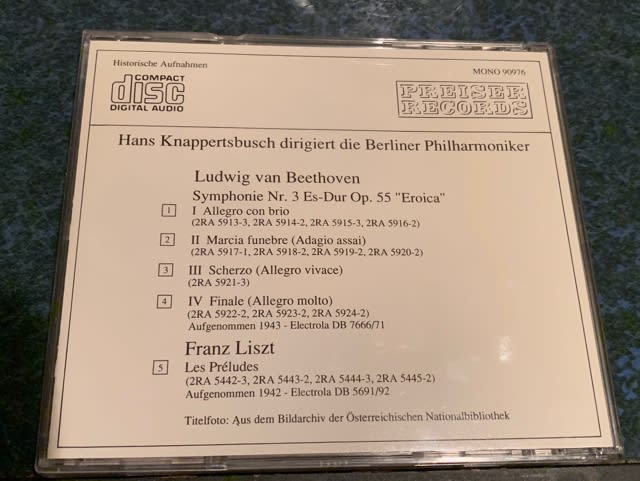 Historische Aufnahmen
MONO 90976
COMPACT
disc
DIGITAL AUDIO
PREISER
RECORDS
Hans Knappertsbusch dirigiert die Berliner Philharmoniker
Ludwig van Beethoven
Symphonie Nr. 3 Es-Dur Op. 55 "Eroica"
1 I Allegro con brio
(2RA 5913-3, 2RA 5914-2, 2RA 5915-3, 2RA 5916-2)
2 II Marcia funebre (Adagio assai)
(2RA 5917-1, 2RA 5918-2, 2RA 5919-2, 2RA 5920-2)
3 III Scherzo (Allegro vivace)
(2RA 5921-3)
4 IV Finale (Allegro molto)
(2RA 5922-2, 2RA 5923-2, 2RA 5924-2)
Aufgenommen 1943 - Electrola DB 7666/71
Franz Liszt
5 Les Préludes
(2RA 5442-3, 2RA 5443-2, 2RA 5444-3, 2RA 5445-2)
Aufgenommen 1942 - Electrola DB 5691/92
Titelfoto: Aus dem Bildarchiv der Österreichischen Nationalbibliothek